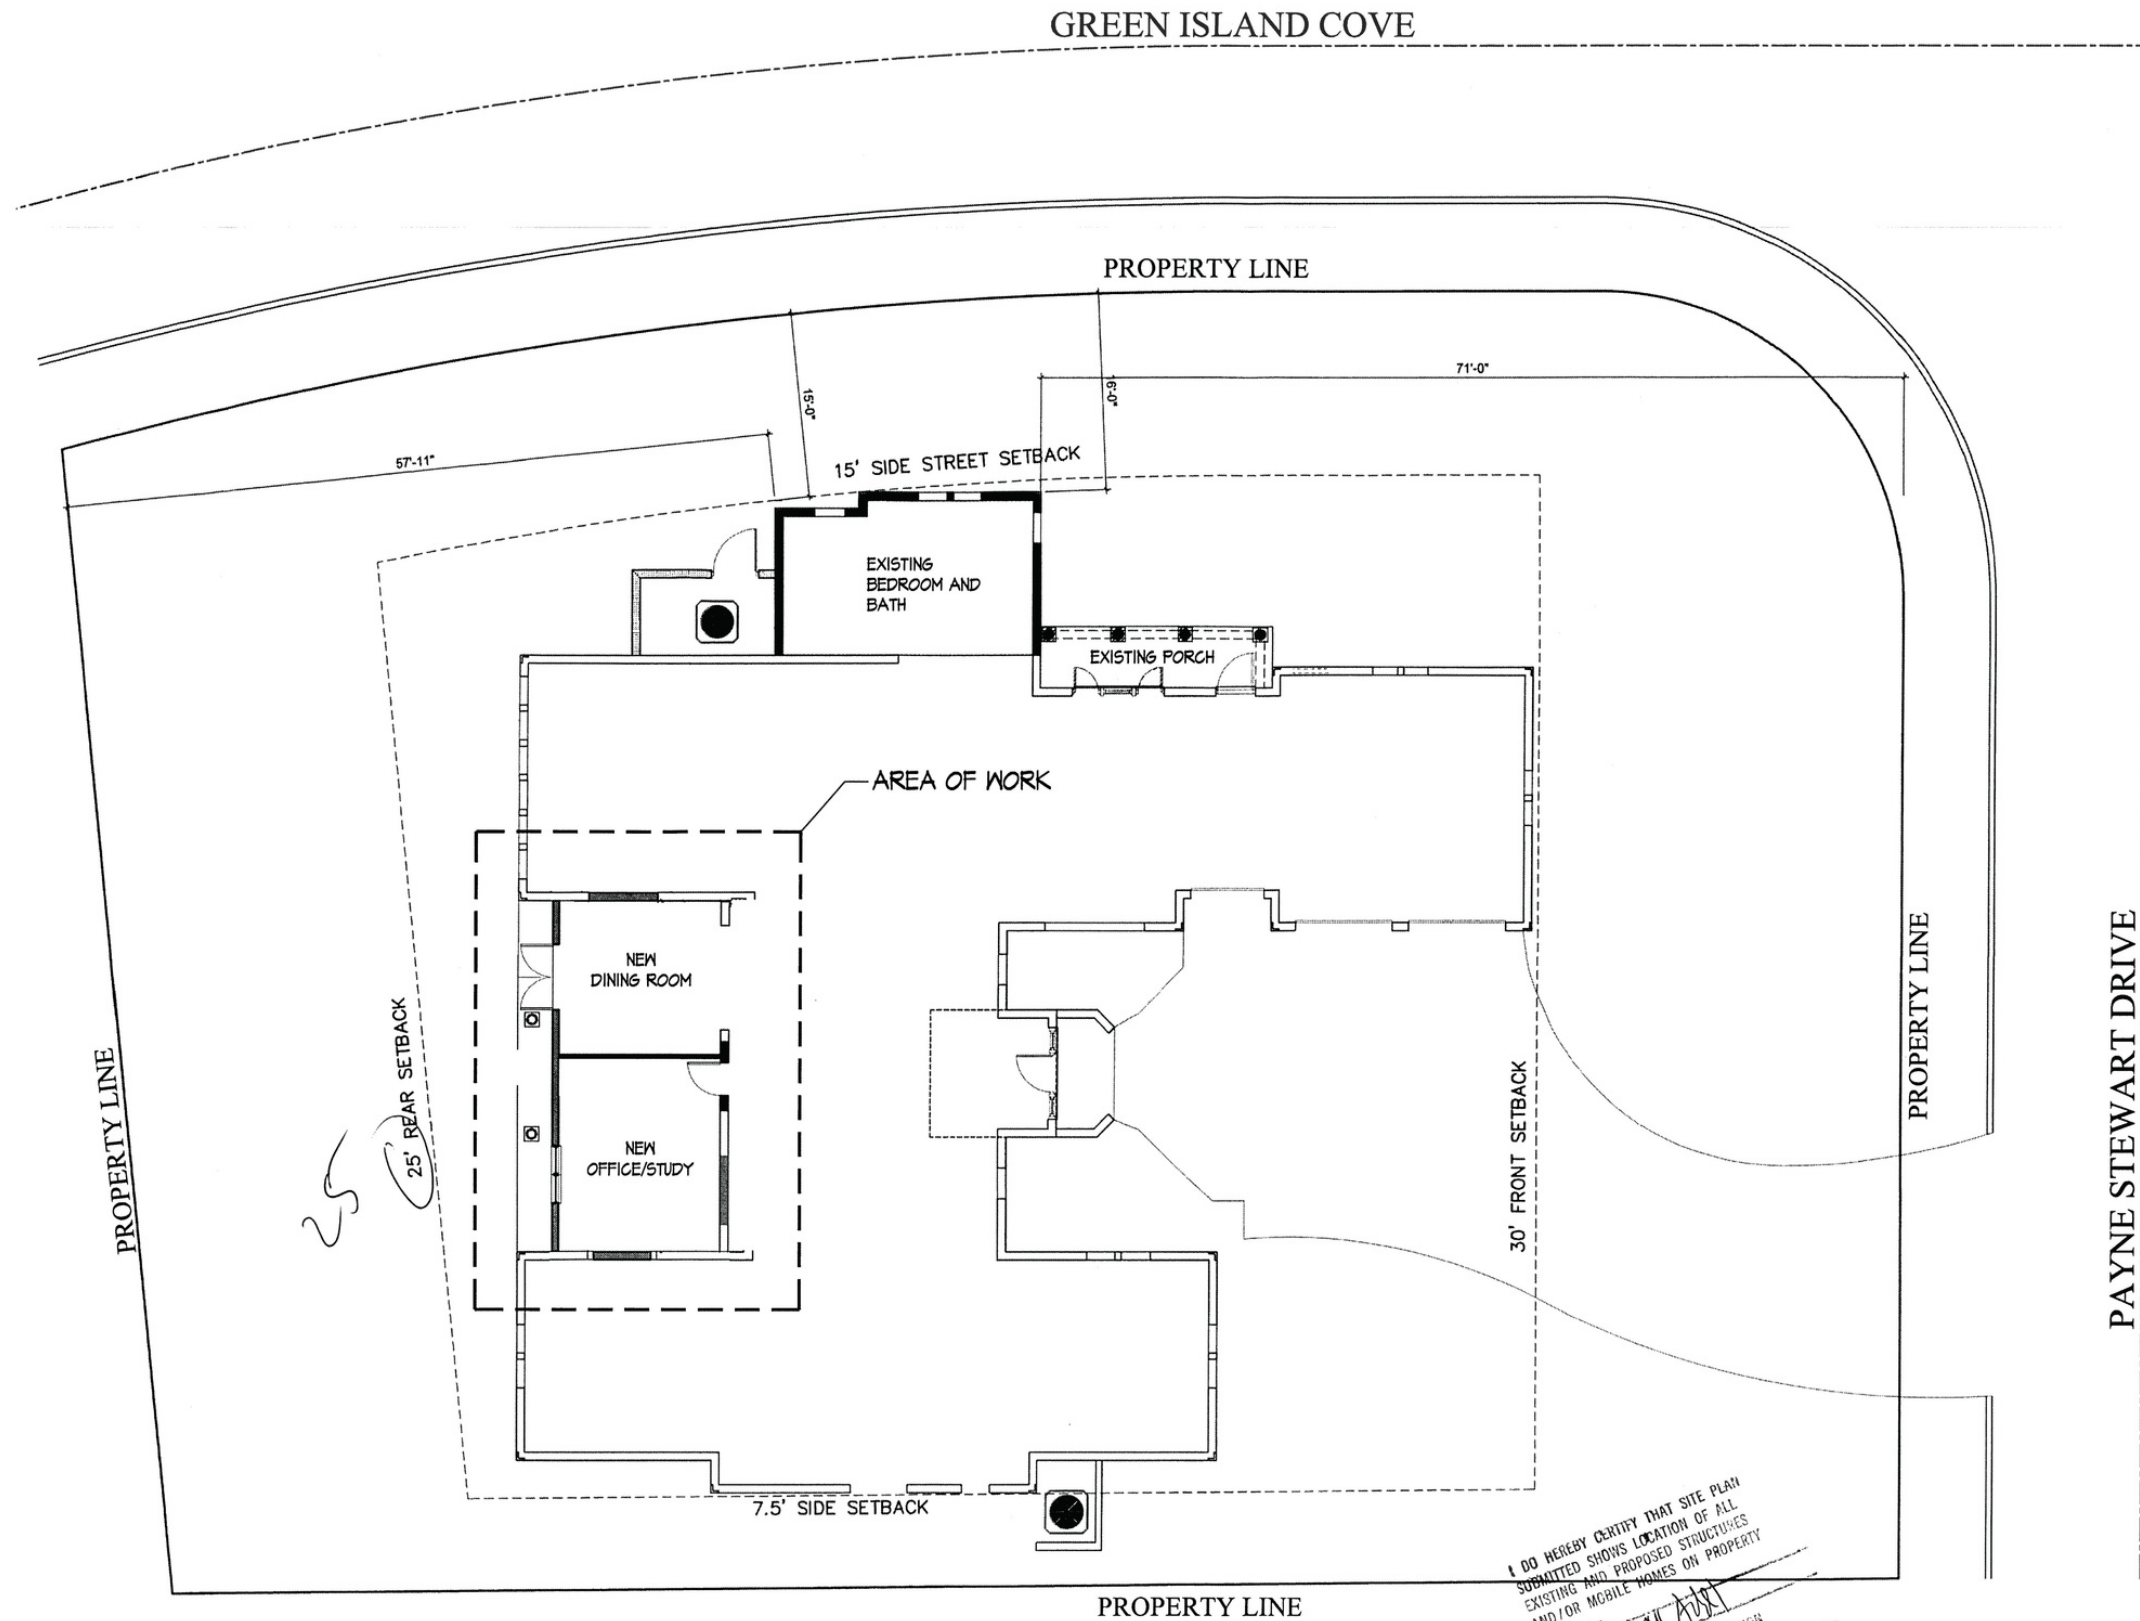 GREEN ISLAND COVE
PROPERTY LINE
71'-0"
15'-0"
6'-0"
57'-11"
15' SIDE STREET SETBACK
EXISTING
BEDROOM AND
BATH
EXISTING PORCH
AREA OF WORK
NEW
DINING ROOM
NEW
OFFICE/STUDY
25' REAR SETBACK
25
PROPERTY LINE
30' FRONT SETBACK
PROPERTY LINE
PAYNE STEWART DRIVE
7.5' SIDE SETBACK
I DO HEREBY CERTIFY THAT SITE PLAN
SUBMITTED SHOWS LOCATION OF ALL
EXISTING AND PROPOSED STRUCTURES
AND/OR MOBILE HOMES ON PROPERTY
PROPERTY LINE